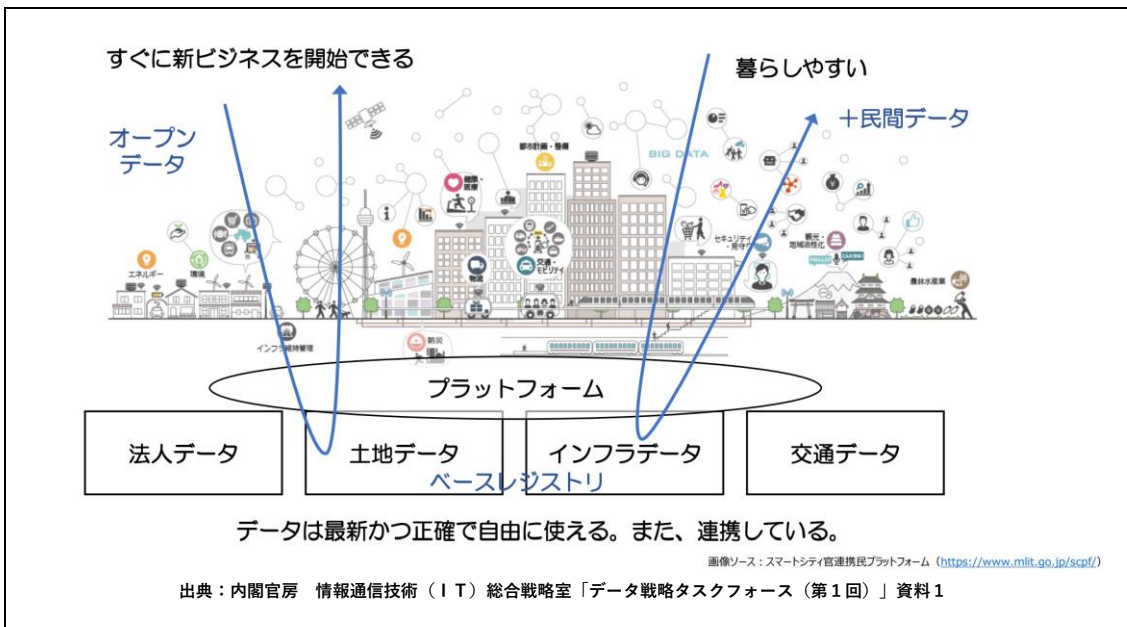 すぐに新ビジネスを開始できる
暮らしやすい
オープン
データ
+民間データ
都市計画・整備
BIG DATA
健康・
医療
エネルギー
環境
物流
交通・
モビリティ
セキュリティ
・見守り
観光・
地域活性化
農林水産業
インフラ維持管理
防災
プラットフォーム
法人データ
土地データ
インフラデータ
交通データ
ベースレジストリ
データは最新かつ正確で自由に使える。また、連携している。
画像ソース:スマートシティ官連携民プラットフォーム(https://www.mlit.go.jp/scpf/)
出典:内閣官房 情報通信技術(IT)総合戦略室「データ戦略タスクフォース(第1回)」資料1